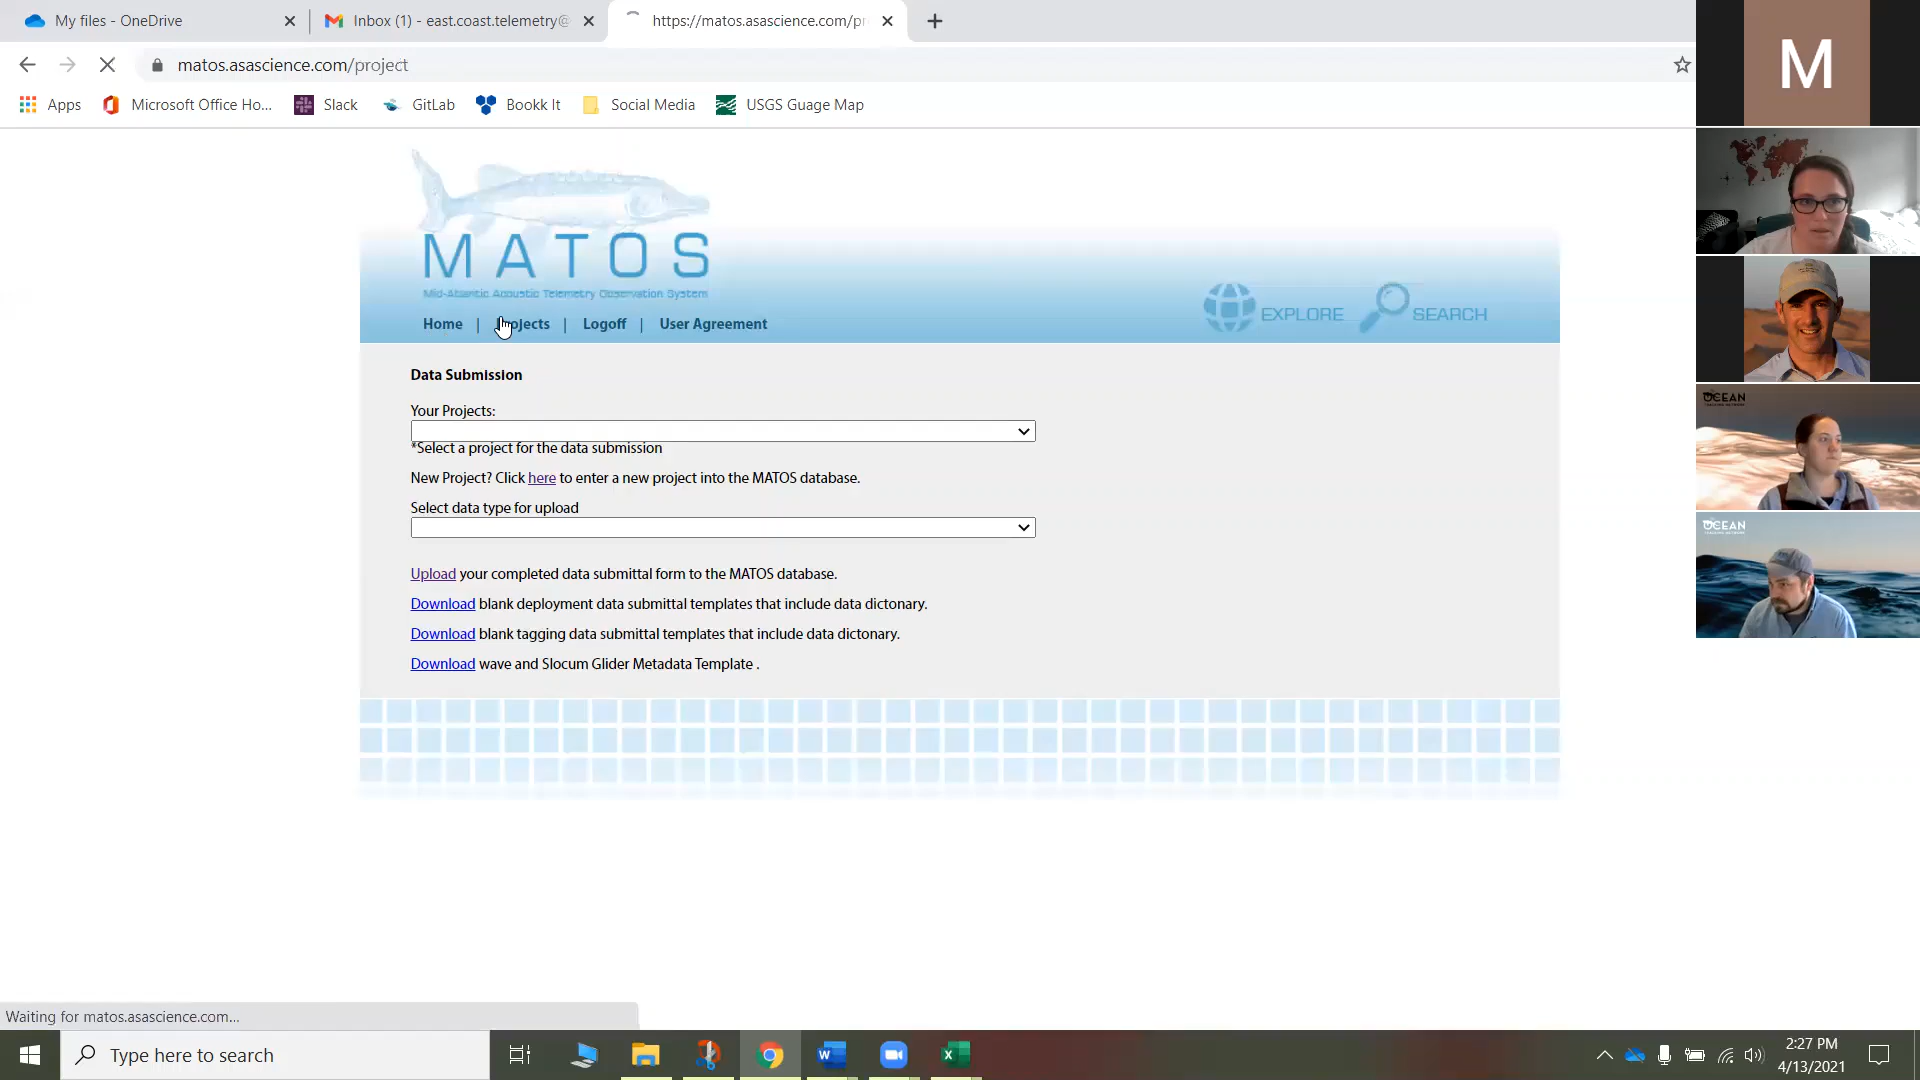 My files - OneDrive
Inbox (1) - east.coast.telemetry@
https://matos.asascience.com/pr
matos.asascience.com/project
Apps
Microsoft Office Ho...
Slack
GitLab
Bookk It
Social Media
USGS Guage Map
M
MATOS
Mid-Atlantic Acoustic Telemetry Observation System
EXPLORE
SEARCH
Home | Projects | Logoff | User Agreement
Data Submission
Your Projects:
*Select a project for the data submission
New Project? Click here to enter a new project into the MATOS database.
Select data type for upload
Upload your completed data submittal form to the MATOS database.
Download blank deployment data submittal templates that include data dictonary.
Download blank tagging data submittal templates that include data dictonary.
Download wave and Slocum Glider Metadata Template .
OCEAN
OCEAN
Waiting for matos.asascience.com...
Type here to search
2:27 PM
4/13/2021